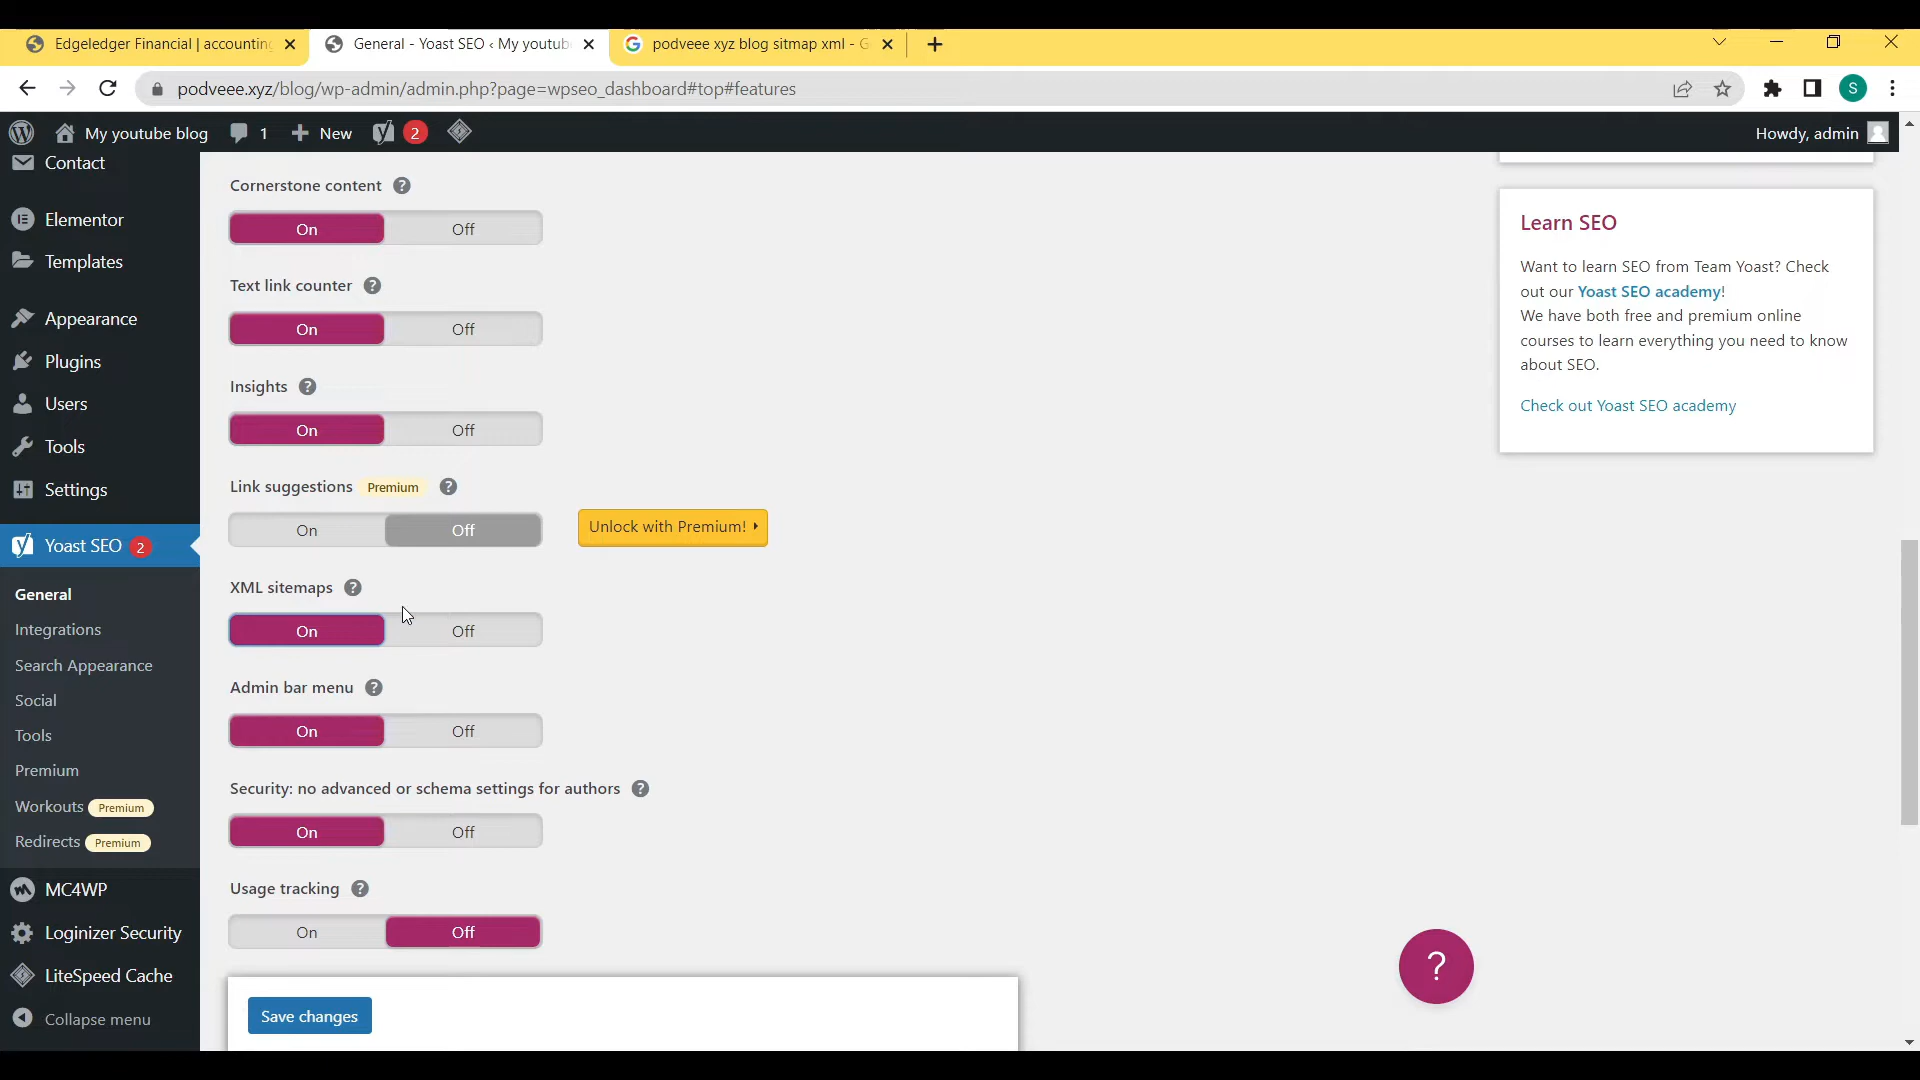 Edgeledger Financial | accounting
General - Yoast SEO ‹ My youtub
podveee xyz blog sitmap xml - G
podveee.xyz/blog/wp-admin/admin.php?page=wpseo_dashboard#top#features
S
My youtube blog
1
New
2
Howdy, admin
Contact
Elementor
Templates
Appearance
Plugins
Users
Tools
Settings
Yoast SEO 2
General
Integrations
Search Appearance
Social
Tools
Premium
Workouts Premium
Redirects Premium
MC4WP
Loginizer Security
LiteSpeed Cache
Collapse menu
Cornerstone content ?
On Off
Text link counter ?
On Off
Insights ?
On Off
Link suggestions Premium ?
On Off
Unlock with Premium!
XML sitemaps ?
On Off
Admin bar menu ?
On Off
Security: no advanced or schema settings for authors ?
On Off
Usage tracking ?
On Off
Save changes
Learn SEO
Want to learn SEO from Team Yoast? Check
out our Yoast SEO academy!
We have both free and premium online
courses to learn everything you need to know
about SEO.
Check out Yoast SEO academy
?